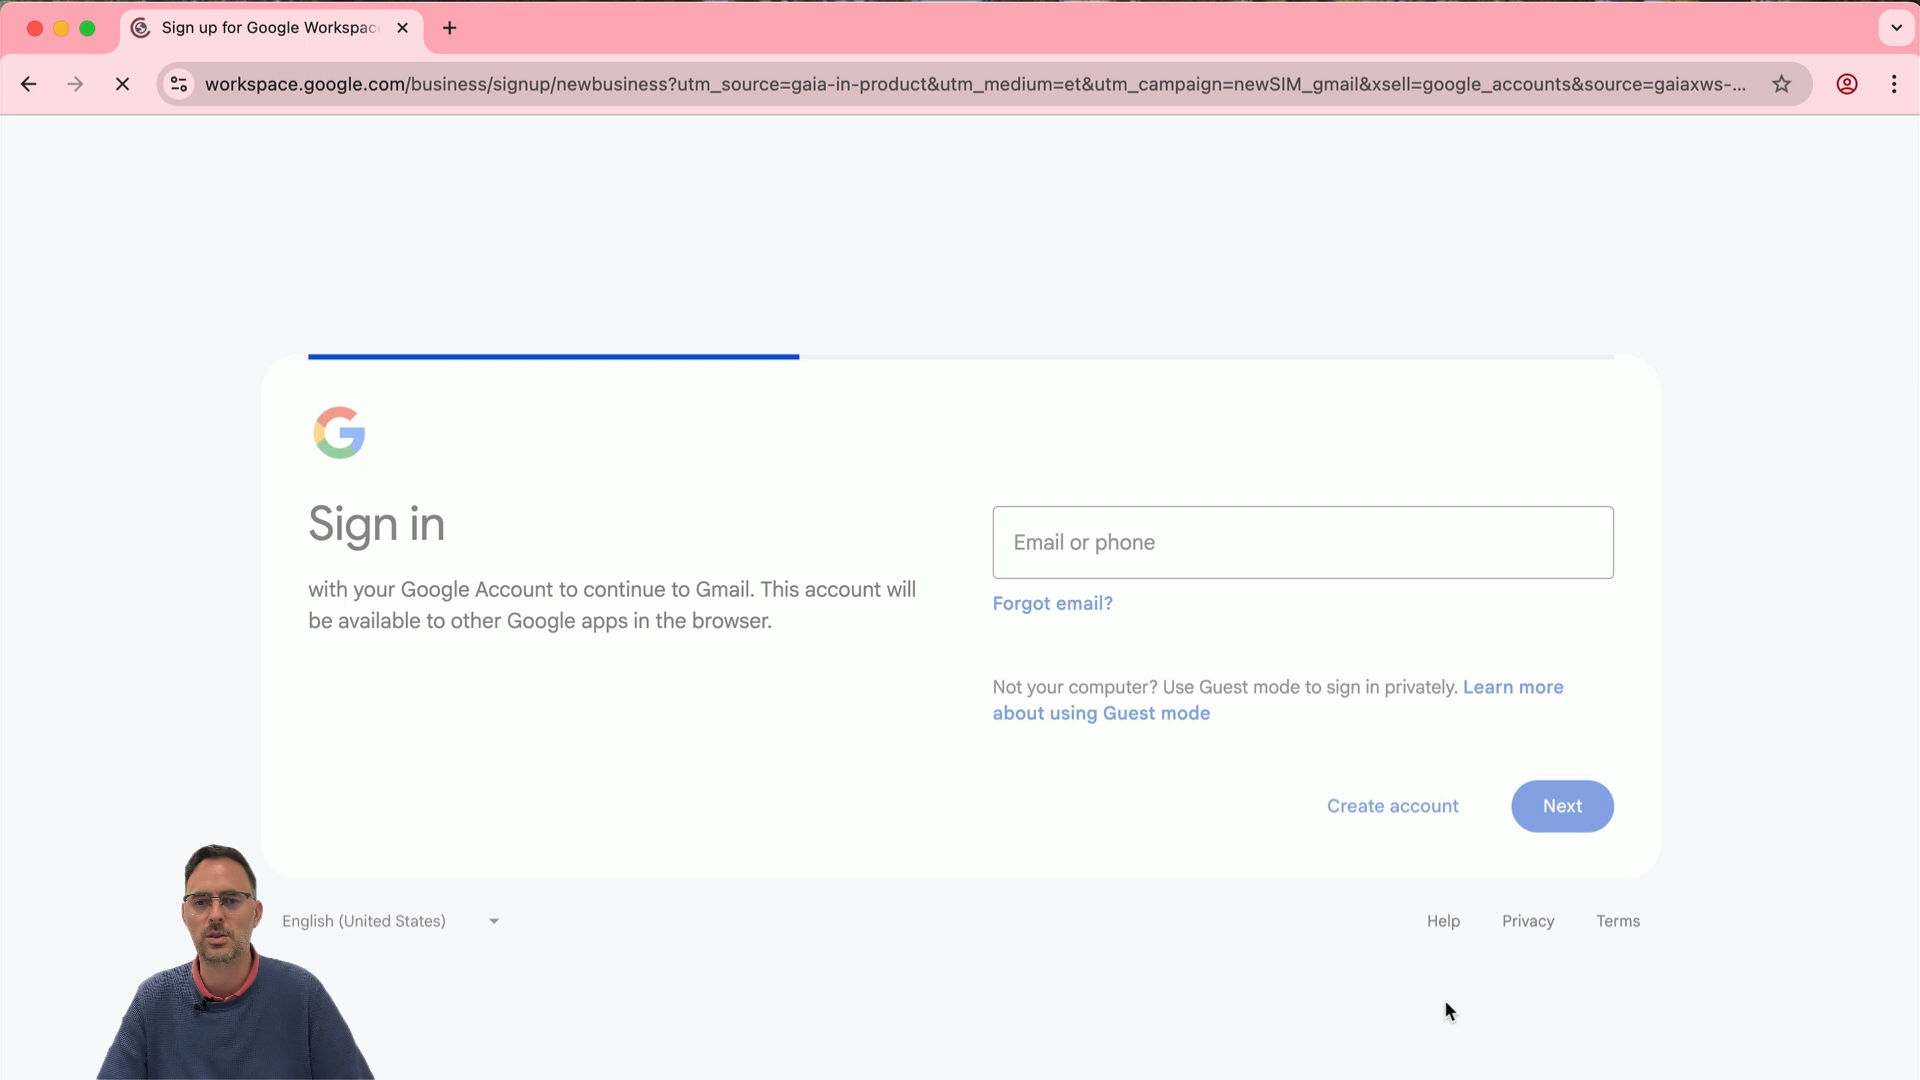 Sign up for Google Workspac
workspace.google.com/business/signup/newbusiness?utm_source=gaia-in-product&utm_medium=et&utm_campaign=newSIM_gmail&xsell=google_accounts&source=gaiaxws-...
Sign in
with your Google Account to continue to Gmail. This account will
be available to other Google apps in the browser.
Email or phone
Forgot email?
Not your computer? Use Guest mode to sign in privately. Learn more
about using Guest mode
Create account
Next
English (United States)
Help
Privacy
Terms